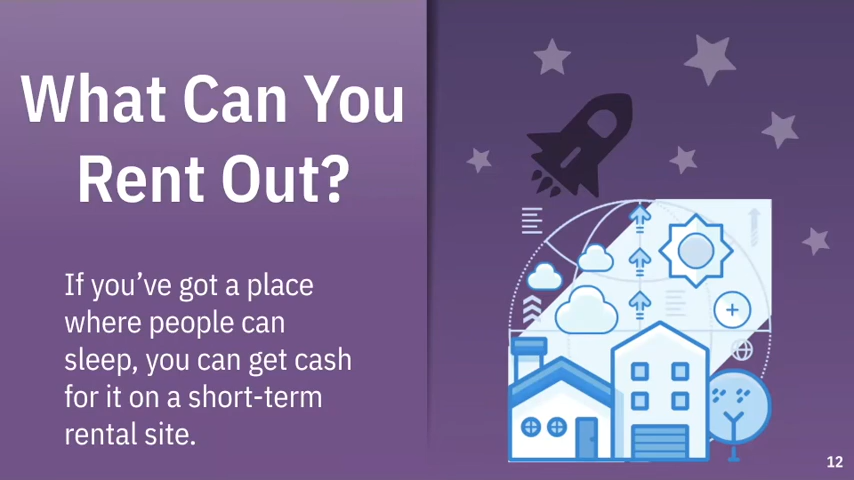 What Can You
Rent Out?
If you’ve got a place
where people can
sleep, you can get cash
for it on a short-term
rental site.
12